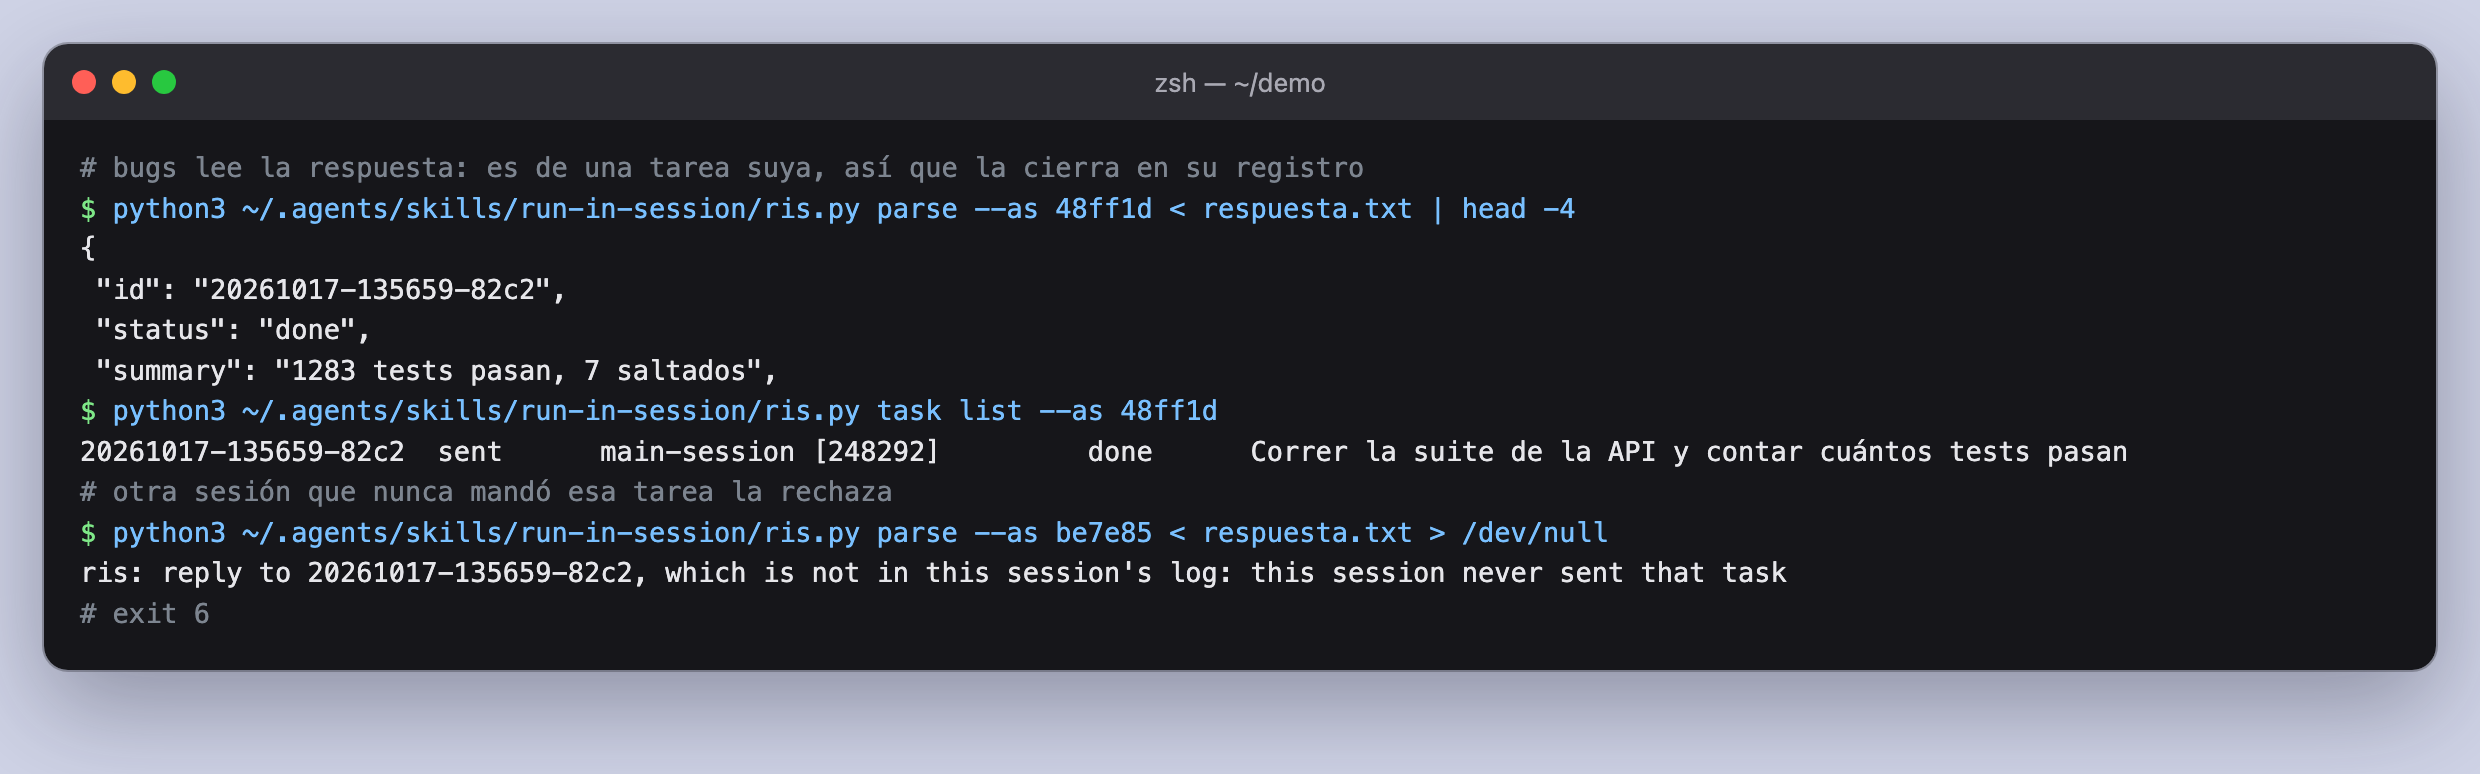 zsh — ~/demo
# bugs lee la respuesta: es de una tarea suya, así que la cierra en su registro
$ python3 ~/.agents/skills/run-in-session/ris.py parse --as 48ff1d < respuesta.txt | head -4
{
 "id": "20261017-135659-82c2",
 "status": "done",
 "summary": "1283 tests pasan, 7 saltados",
$ python3 ~/.agents/skills/run-in-session/ris.py task list --as 48ff1d
20261017-135659-82c2  sent      main-session [248292]         done      Correr la suite de la API y contar cuántos tests pasan
# otra sesión que nunca mandó esa tarea la rechaza
$ python3 ~/.agents/skills/run-in-session/ris.py parse --as be7e85 < respuesta.txt > /dev/null
ris: reply to 20261017-135659-82c2, which is not in this session's log: this session never sent that task
# exit 6